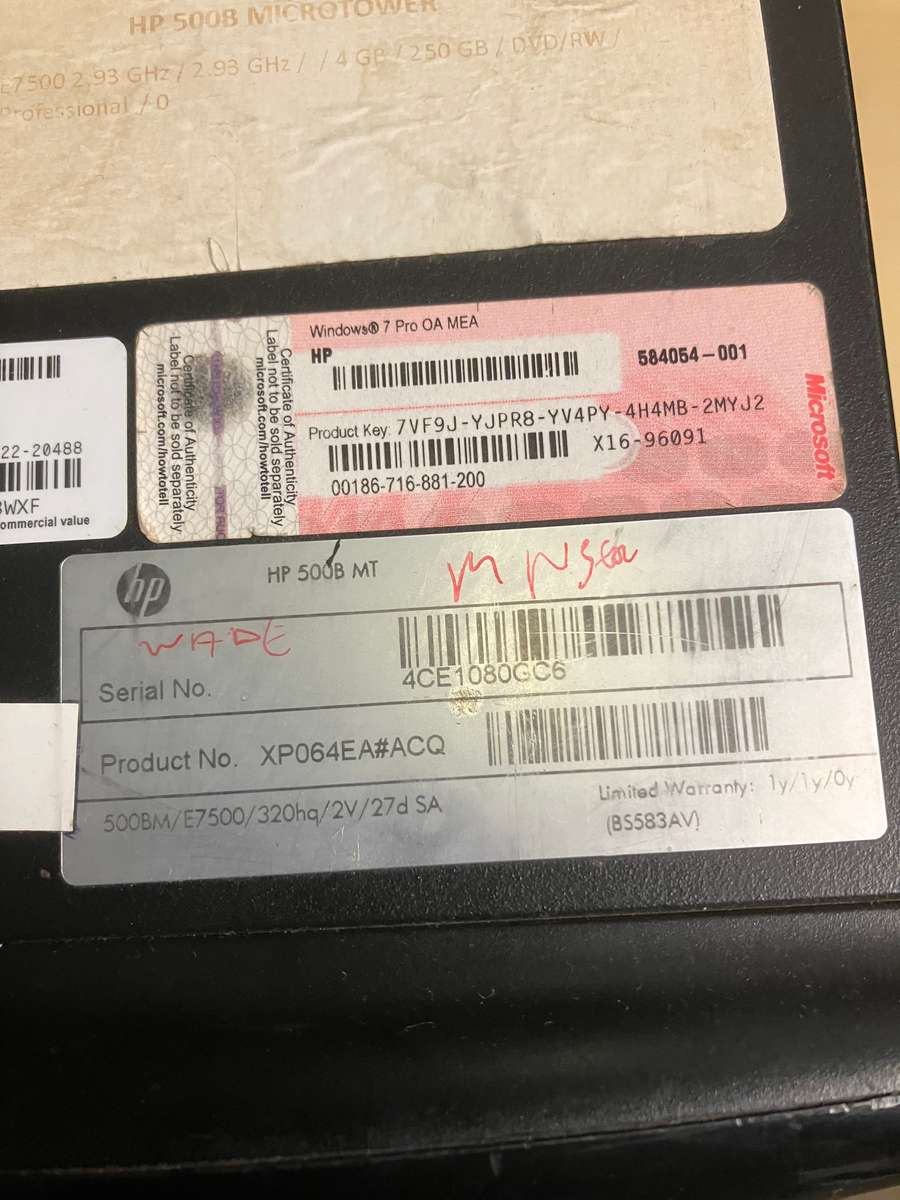 HP 500B MICROTOWER
E7500 2,93 GHz / 2.93 GHz / / 4 GB / 250 GB / DVD/RW /
Professional / 0
22-20488
ommercial value
Certificate of Authenticity
Label not to be sold separately
microsoft.com/howtotell
Certificate of Authenticity
Label not to be sold separately
microsoft.com/howtotell
Windows® 7 Pro OA MEA
HP
584054-001
Product Key: 7VF9J-YJPR8-YV4PY-4H4MB-2MYJ2
X16-96091
00186-716-881-200
Microsoft
hp
HP 500B MT
WADE
Serial No.
4CE1080GC6
Product No. XP064EA#ACQ
500BM/E7500/320hq/2V/27d SA
Limited Warranty: 1y/1y/0y
(BS583AV)